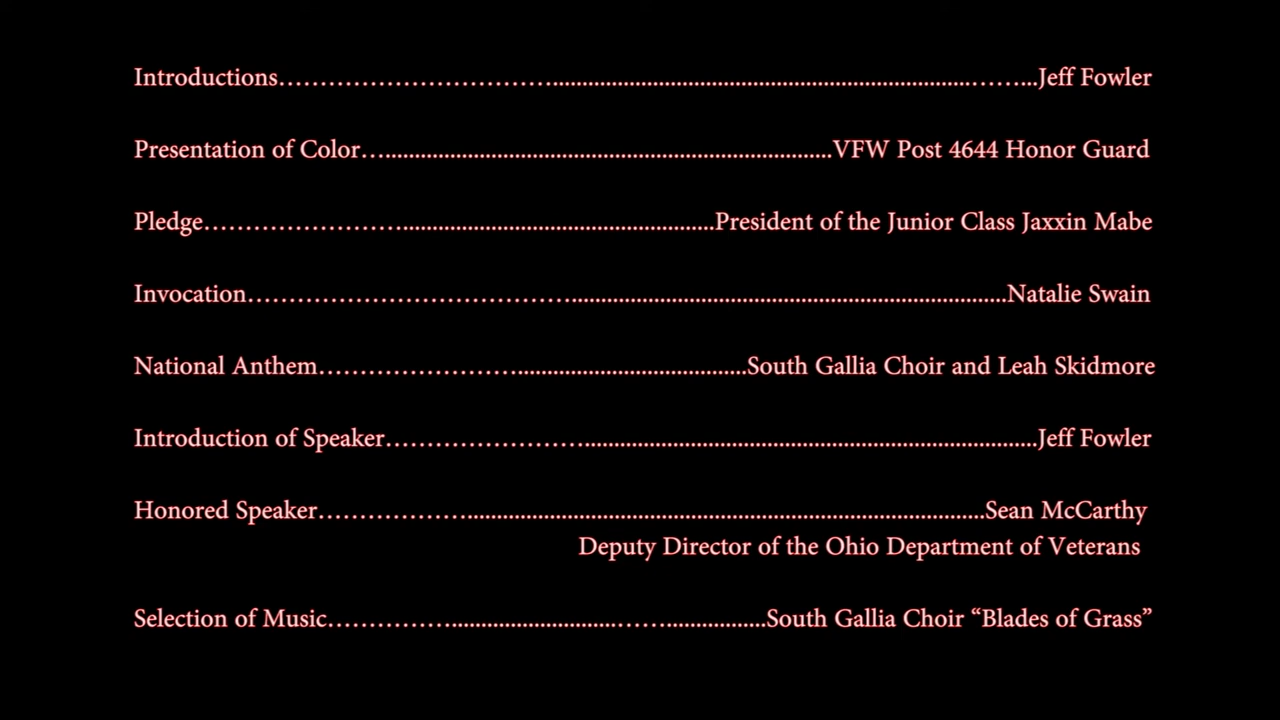 Introductions……………………………………………………………………………………Jeff Fowler
Presentation of Color………………………………………………………VFW Post 4644 Honor Guard
Pledge………………………………………………………………President of the Junior Class Jaxxin Mabe
Invocation……………………………………………………………………………………Natalie Swain
National Anthem…………………………………………………South Gallia Choir and Leah Skidmore
Introduction of Speaker……………………………………………………………………Jeff Fowler
Honored Speaker……………………………………………………………………………Sean McCarthy
Deputy Director of the Ohio Department of Veterans
Selection of Music……………………………………………South Gallia Choir “Blades of Grass”